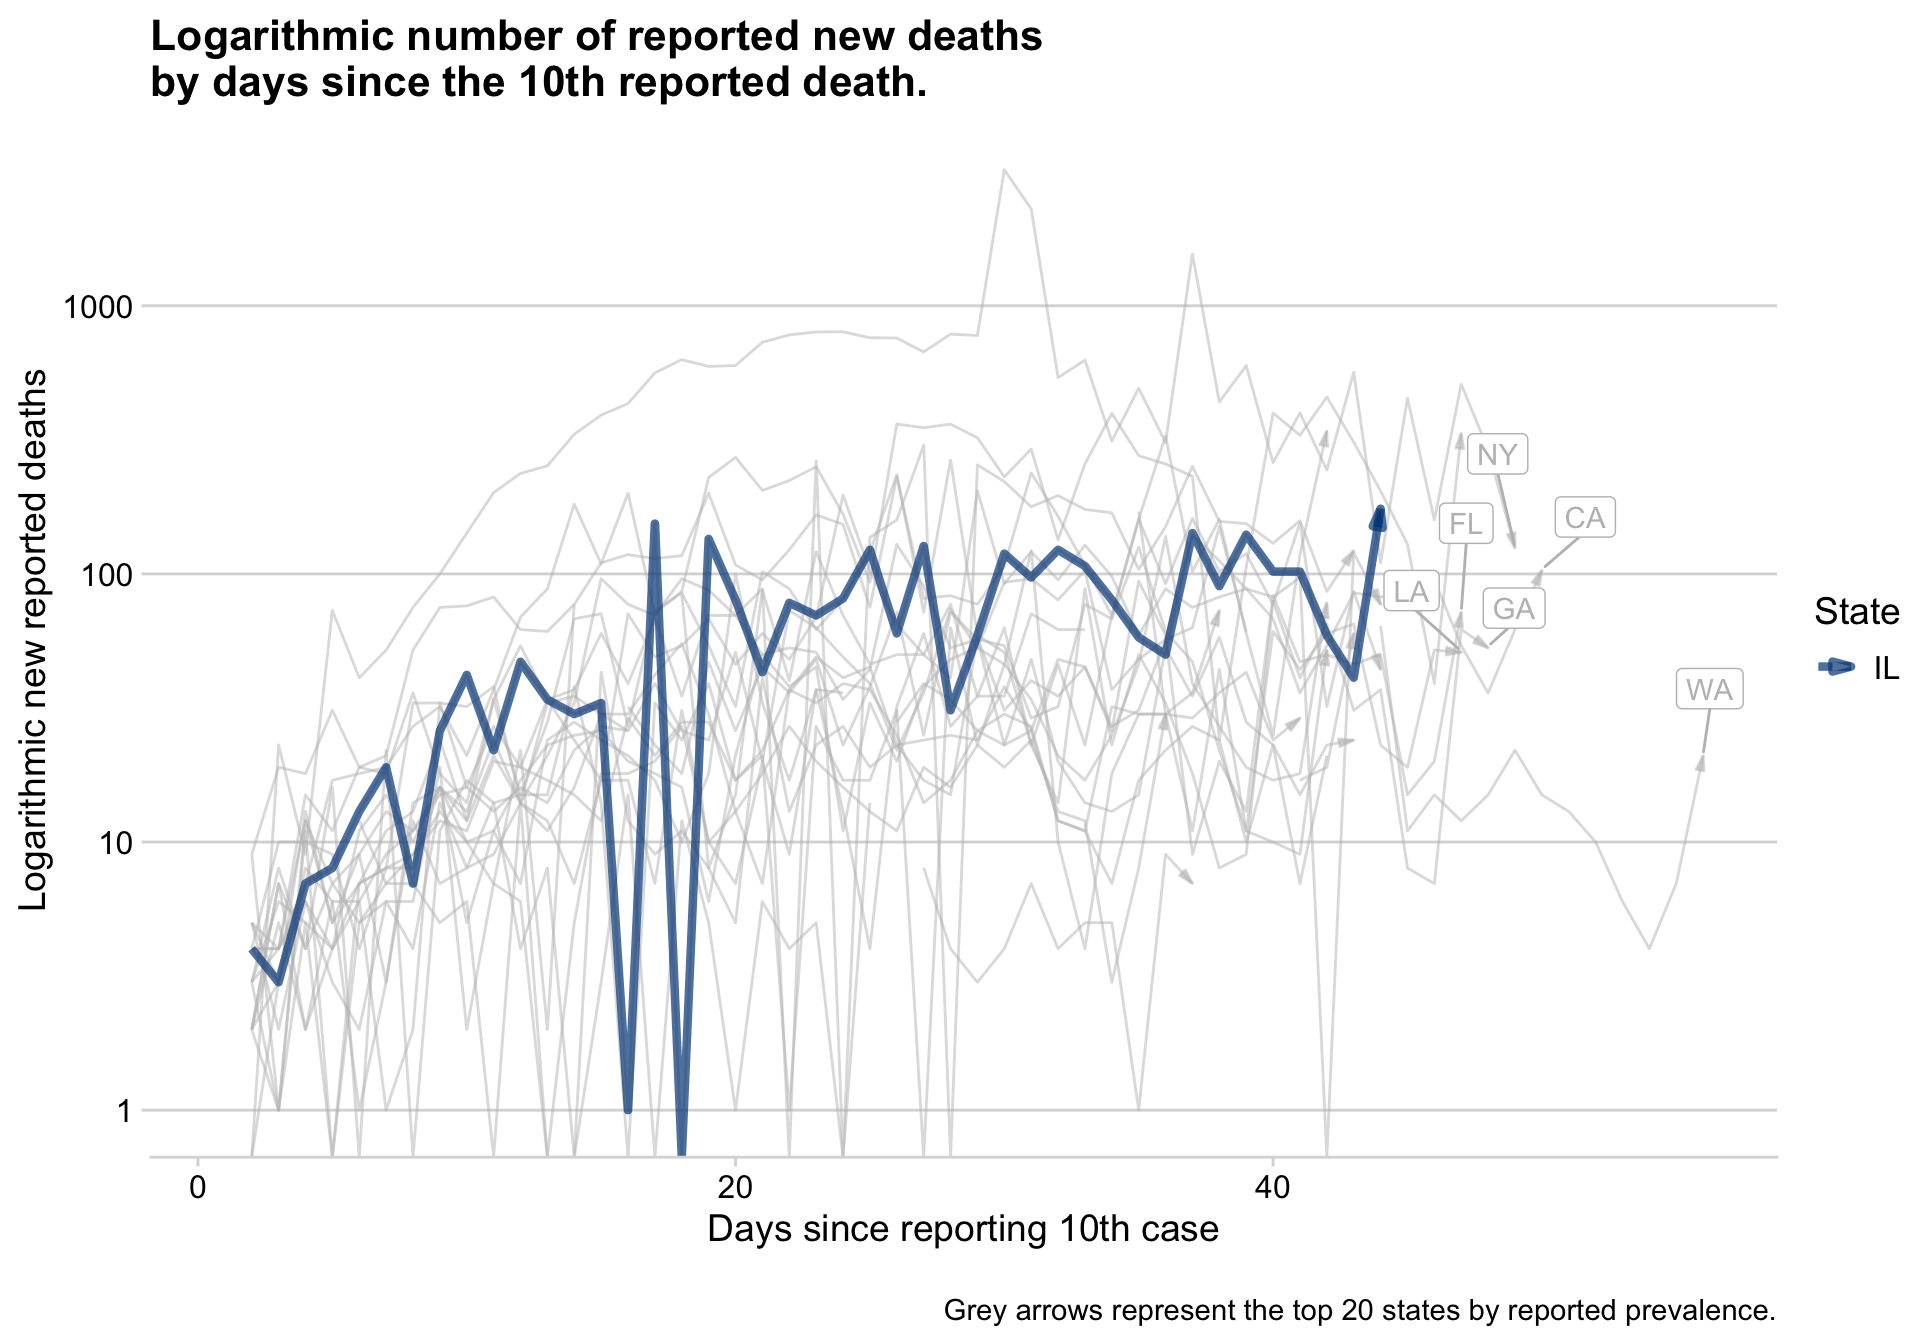 Logarithmic number of reported new deaths
by days since the 10th reported death.
Logarithmic new reported deaths
1000
100
10
1
NY
CA
FL
LA
GA
WA
State
IL
0
20
40
Days since reporting 10th case
Grey arrows represent the top 20 states by reported prevalence.